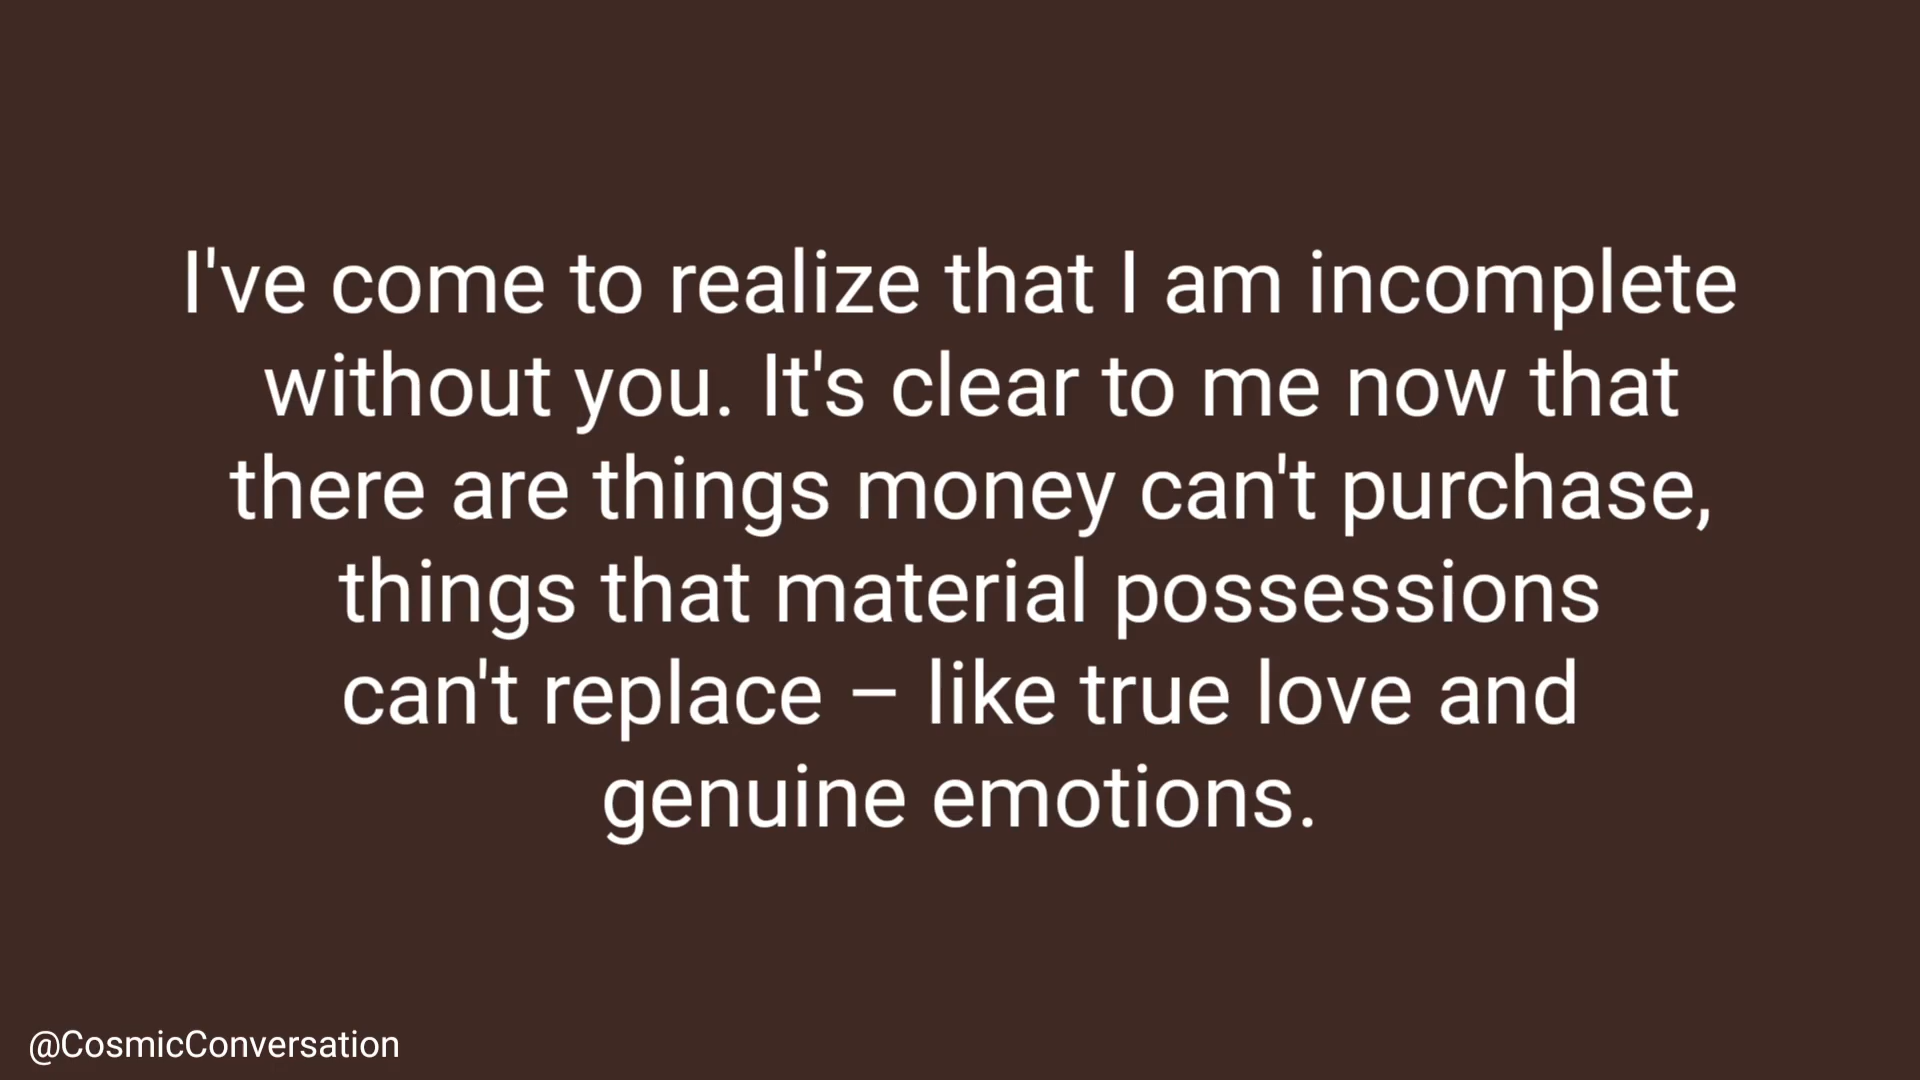 I've come to realize that I am incomplete
without you. It's clear to me now that
there are things money can't purchase,
things that material possessions
can't replace – like true love and
genuine emotions.
@CosmicConversation